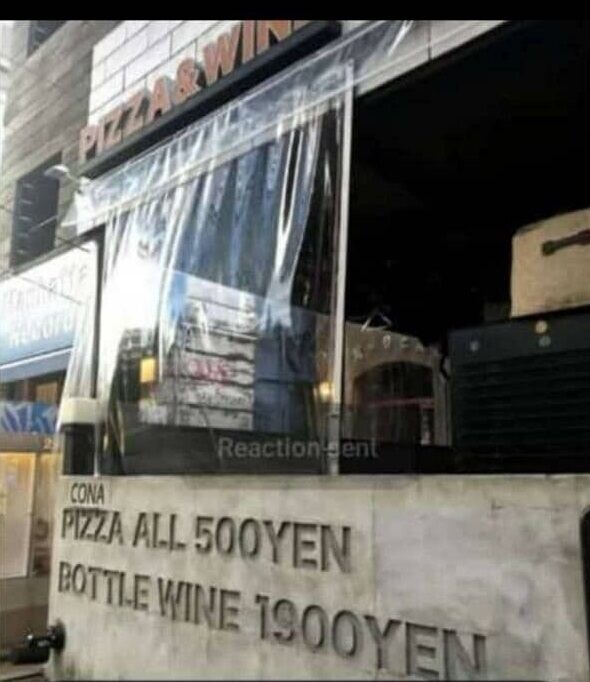 PIZZA & WIN
Reaction sent
CONA
PIZZA ALL 500YEN
BOTTLE WINE 1900YEN